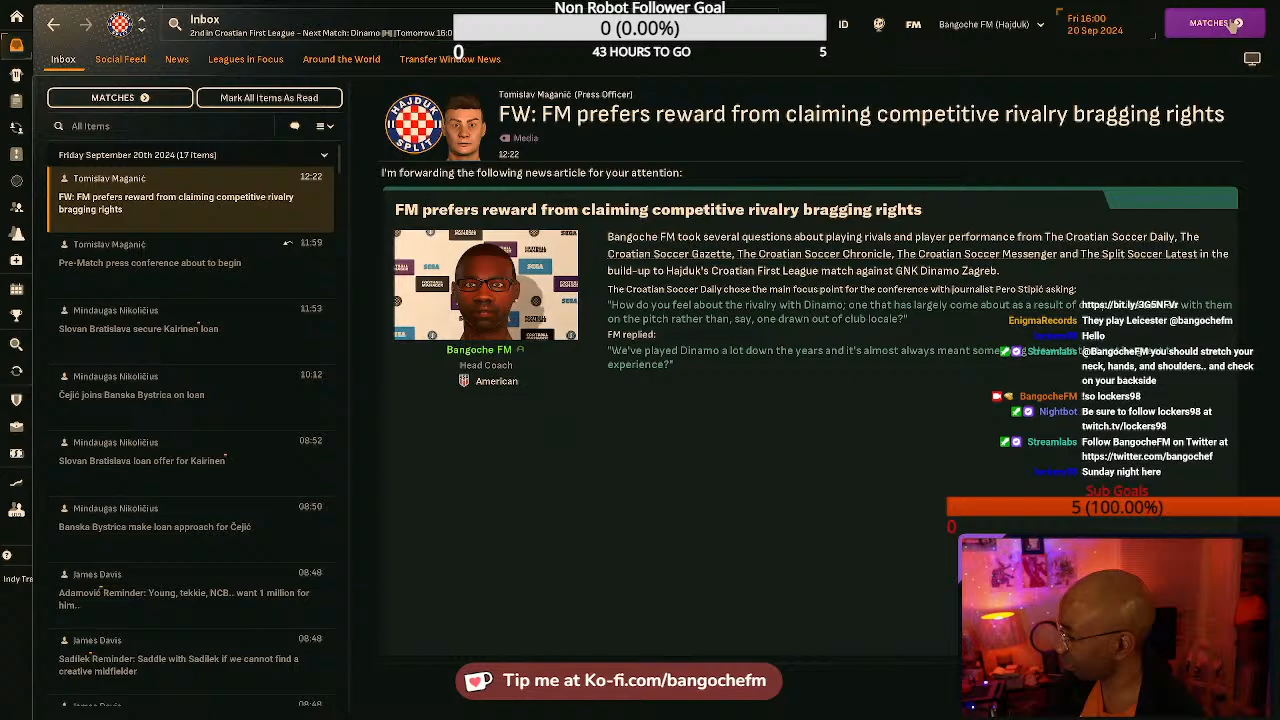 Non Robot Follower Goal
0 (0.00%)
0
43 HOURS TO GO
5
Inbox
2nd in Croatian First League - Next Match: Dinamo [H] (Tomorrow 16:0
ID
FM
Bangoche FM (Hajduk)
Fri 16:00
20 Sep 2024
MATCHES
Inbox
Social Feed
News
Leagues in Focus
Around the World
Transfer Window News
MATCHES
Mark All Items As Read
All Items
Friday September 20th 2024 (17 items)
Tomislav Maganić
12:22
FW: FM prefers reward from claiming competitive rivalry
bragging rights
Tomislav Maganić
11:59
Pre-Match press conference about to begin
Mindaugas Nikoličius
11:53
Slovan Bratislava secure Kairinen loan
Mindaugas Nikoličius
10:12
Čejić joins Banska Bystrica on loan
Mindaugas Nikoličius
08:52
Slovan Bratislava loan offer for Kairinen
Mindaugas Nikoličius
08:50
Banska Bystrica make loan approach for Čejić
James Davis
08:48
Adamović Reminder: Young, tekkie, NCB.. want 1 million for
him..
James Davis
08:48
Sadílek Reminder: Saddle with Sadilek if we cannot find a
creative midfielder
James Davis
08:48
Indy Tra
HAJDUK
SPLIT
Tomislav Maganić (Press Officer)
FW: FM prefers reward from claiming competitive rivalry bragging rights
Media
12:22
I'm forwarding the following news article for your attention:
FM prefers reward from claiming competitive rivalry bragging rights
SEGA
SEGA
Bangoche FM
Head Coach
American
Bangoche FM took several questions about playing rivals and player performance from The Croatian Soccer Daily, The
Croatian Soccer Gazette, The Croatian Soccer Chronicle, The Croatian Soccer Messenger and The Split Soccer Latest in the
build-up to Hajduk's Croatian First League match against GNK Dinamo Zagreb.
The Croatian Soccer Daily chose the main focus point for the conference with journalist Pero Stipić asking:
"How do you feel about the rivalry with Dinamo; one that has largely come about as a result of with them
on the pitch rather than, say, one drawn out of club locale?"
FM replied:
"We've played Dinamo a lot down the years and it's almost always meant
experience?"
https://bit.ly/3G5NFVr
EnigmaRecords They play Leicester @bangochefm
Hello
Streamlabs @BangocheFM you should stretch your
neck, hands, and shoulders.. and check
on your backside
BangocheFM !so lockers98
Nightbot Be sure to follow lockers98 at
twitch.tv/lockers98
Streamlabs Follow BangocheFM on Twitter at
https://twitter.com/bangochef
Sunday night here
Sub Goals
5 (100.00%)
0
Tip me at Ko-fi.com/bangochefm